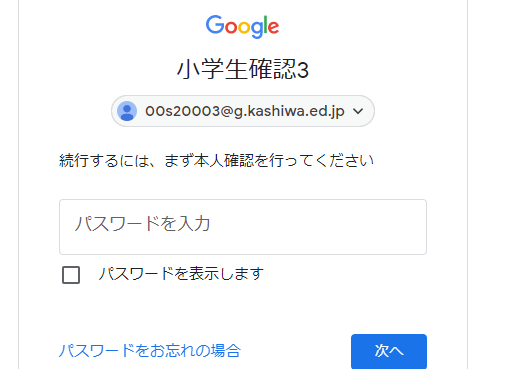 Google
小学生確認3
00s20003@g.kashiwa.ed.jp
続行するには、まず本人確認を行ってください
パスワードを入力
パスワードを表示します
パスワードをお忘れの場合
次へ